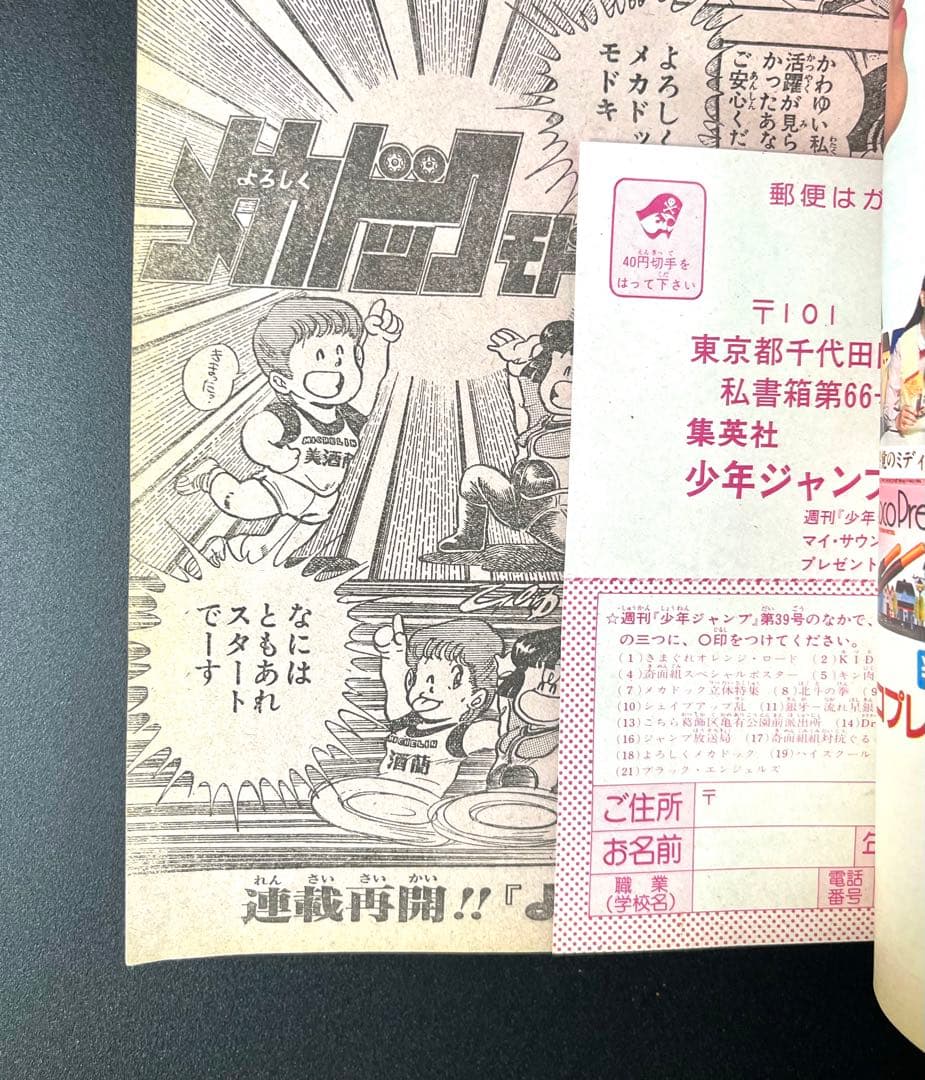 かわゆい私
活躍が見ら
かったあな
ご安心くだ
よろしく
メカドッ
モドキ
よろしく
メカドックモド
きまった
MICHELIN
美酒蘭
なには
ともあれ
スタート
でーす
MICHELIN
酒蘭
連載再開!!『よ
郵便はが
40円切手を
はって下さい
〒101
東京都千代田
私書箱第66
集英社
少年ジャンプ
週刊『少年
マイ・サウン
プレゼント
☆週刊『少年ジャンプ』第39号のなかで、
の三つに、○印をつけてください。
(1)きまぐれオレンジ・ロード (2)KID
(4)奇面組スペシャルポスター (5)キン肉
(7)メカドック立体特集 (8)北斗の拳 (9
(10)シェイプアップ乱 (11)銀牙−流れ星銀
(13)こちら葛飾区亀有公園前派出所 (14)Dr
(16)ジャンプ放送局 (17)奇面組
(18)よろしくメカドック (19)ハイスクール
(21)ブラック・エンジェルズ
ご住所 〒
お名前
職業
(学校名)
電話
番号
のミディ
coPre
コプレ